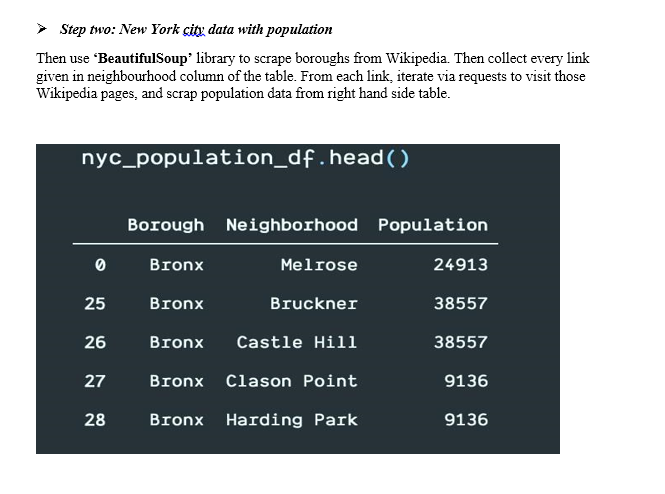 ➢ Step two: New York city data with population
Then use ‘BeautifulSoup’ library to scrape boroughs from Wikipedia. Then collect every link
given in neighbourhood column of the table. From each link, iterate via requests to visit those
Wikipedia pages, and scrap population data from right hand side table.
nyc_population_df.head()
Borough Neighborhood Population
0 Bronx Melrose 24913
25 Bronx Bruckner 38557
26 Bronx Castle Hill 38557
27 Bronx Clason Point 9136
28 Bronx Harding Park 9136